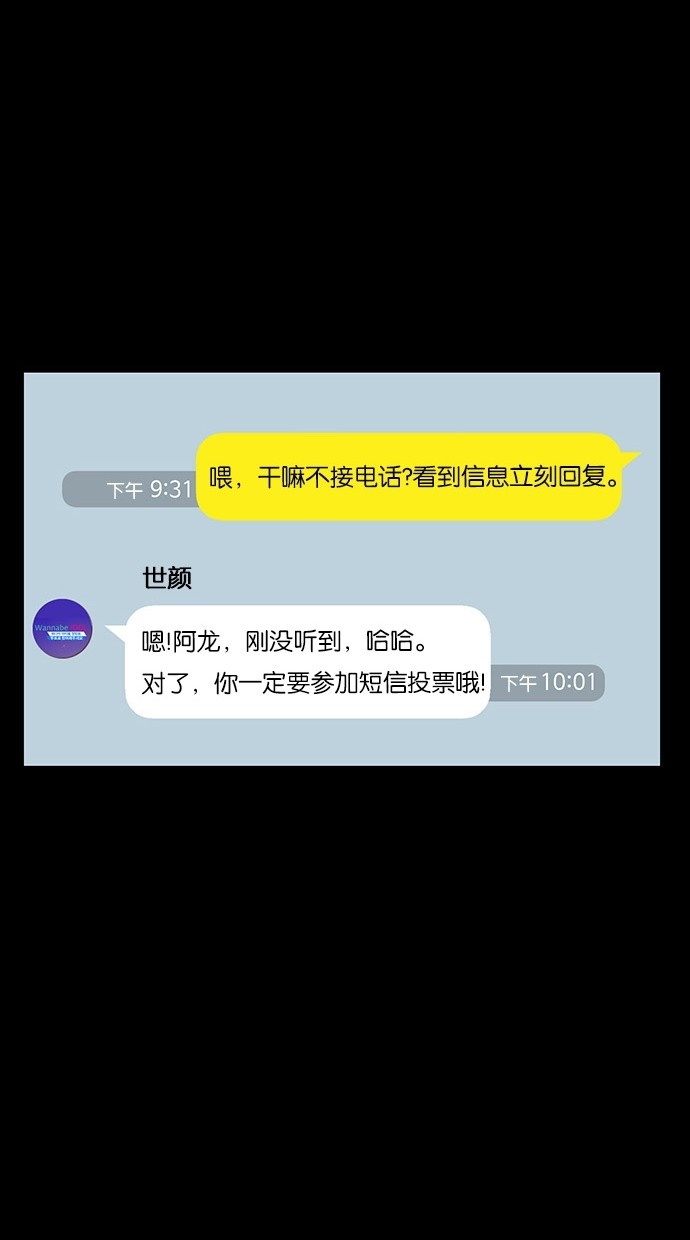 喂，干嘛不接电话?看到信息立刻回复。
下午 9:31
世颜
Wannabe
嗯!阿龙，刚没听到，哈哈。
对了，你一定要参加短信投票哦!
下午 10:01